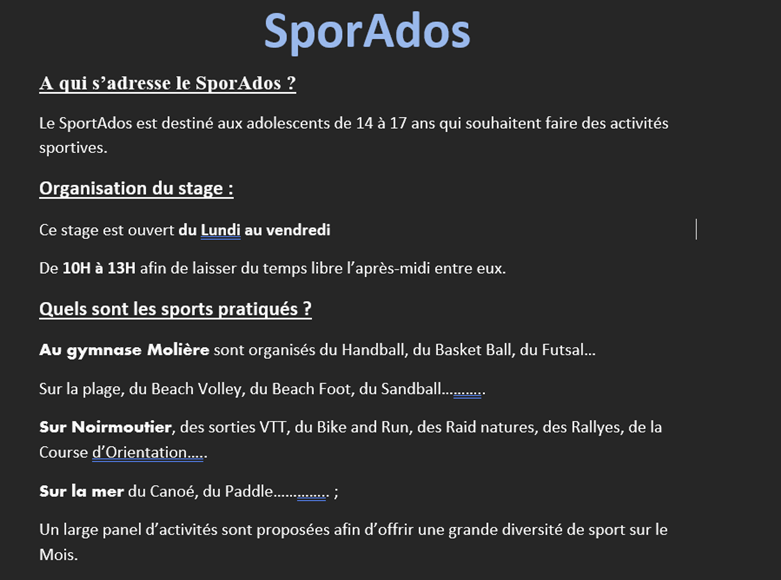 SporAdos
A qui s’adresse le SporAdos ?
Le SportAdos est destiné aux adolescents de 14 à 17 ans qui souhaitent faire des activités
sportives.
Organisation du stage :
Ce stage est ouvert du Lundi au vendredi
De 10H à 13H afin de laisser du temps libre l’après-midi entre eux.
Quels sont les sports pratiqués ?
Au gymnase Molière sont organisés du Handball, du Basket Ball, du Futsal…
Sur la plage, du Beach Volley, du Beach Foot, du Sandball…………
Sur Noirmoutier, des sorties VTT, du Bike and Run, des Raid natures, des Rallyes, de la
Course d’Orientation…..
Sur la mer du Canoé, du Paddle…………... ;
Un large panel d’activités sont proposées afin d’offrir une grande diversité de sport sur le
Mois.